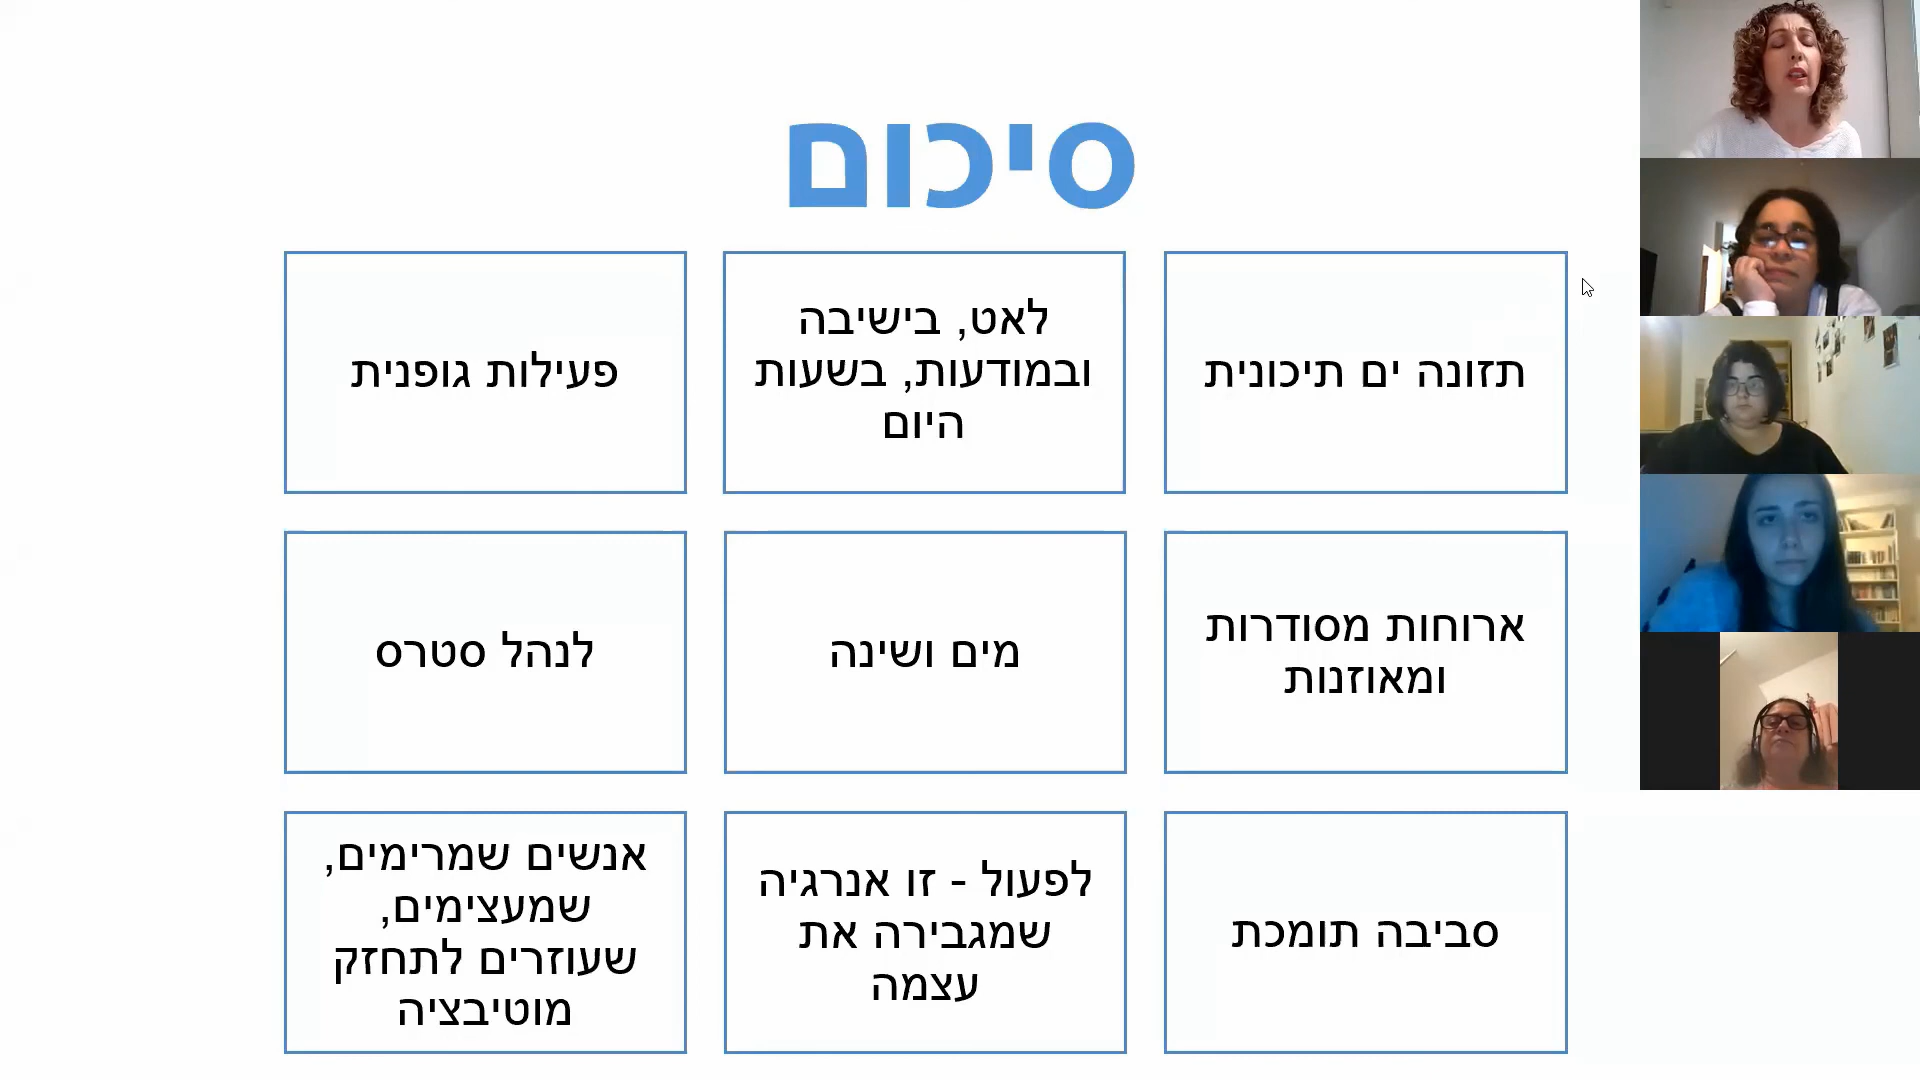 סיכום
תזונה ים תיכונית
לאט, בישיבה
ובמודעות, בשעות
היום
פעילות גופנית
ארוחות מסודרות
ומאוזנות
מים ושינה
לנהל סטרס
סביבה תומכת
לפעול - זו אנרגיה
שמגבירה את
עצמה
אנשים שמרימים,
שמעצימים,
שעוזרים לתחזק
מוטיבציה